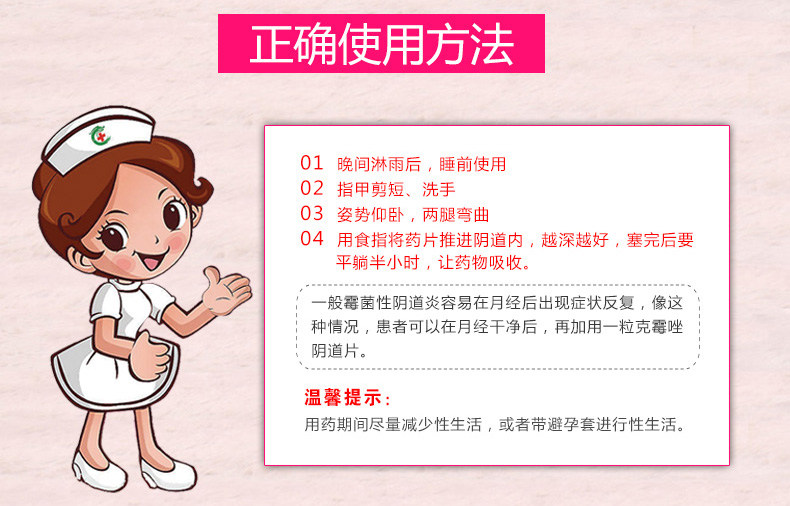 正确使用方法
01 晚间淋雨后，睡前使用
02 指甲剪短、洗手
03 姿势仰卧，两腿弯曲
04 用食指将药片推进阴道内，越深越好，塞完后要
平躺半小时，让药物吸收。
一般霉菌性阴道炎容易在月经后出现症状反复，像这
种情况，患者可以在月经干净后，再加用一粒克霉唑
阴道片。
温馨提示：
用药期间尽量减少性生活，或者带避孕套进行性生活。